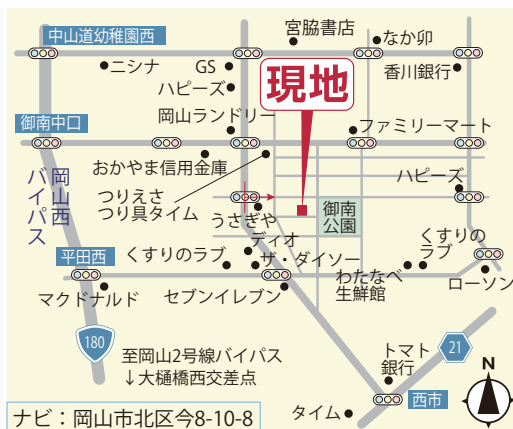 宮脇書店
中山道幼稚園西
なか卯
ニシナ
GS
香川銀行
ハピーズ
現地
岡山ランドリー
御南中口
ファミリーマート
おかやま信用金庫
岡山西
バイパス
つりえさ
つり具タイム
ハピーズ
うさぎや
御南
公園
ディオ
平田西
くすりのラブ
ザ・ダイソー
くすりの
ラブ
わたなべ
生鮮館
マクドナルド
セブンイレブン
ローソン
180
至岡山2号線バイパス
↓大樋橋西交差点
21
トマト
銀行
N
西市
タイム
ナビ：岡山市北区今8-10-8